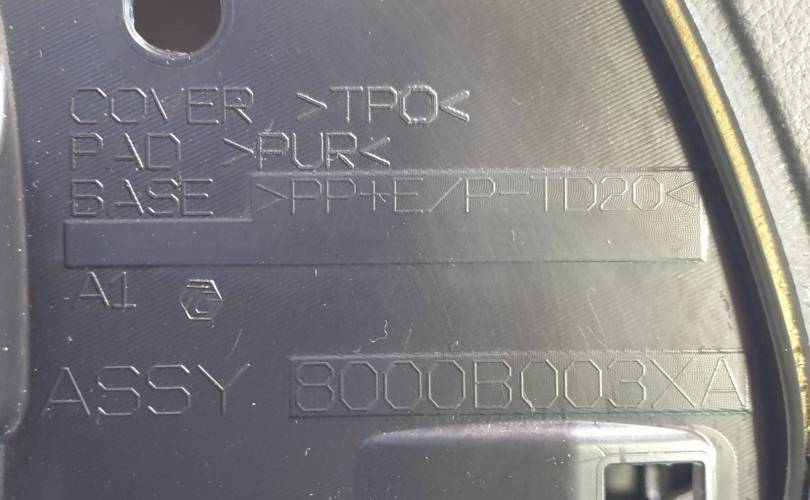 COVER >TPO<
PAD >PUR<
BASE >PP+E/P-TD20<
A1
ASSY 8000B003XA